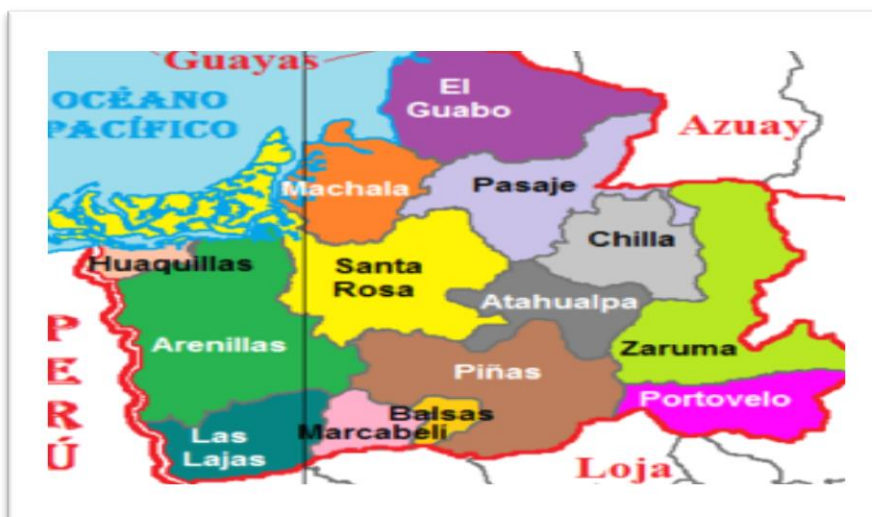 Guayas
El
Guabo
OCÉANO
PACÍFICO
Azuay
Machala
Pasaje
Chilla
Huaquillas
Santa
Rosa
Atahualpa
PERÚ
Arenillas
Zaruma
Piñas
Portovelo
Balsas
Marcabelí
Las
Lajas
Loja